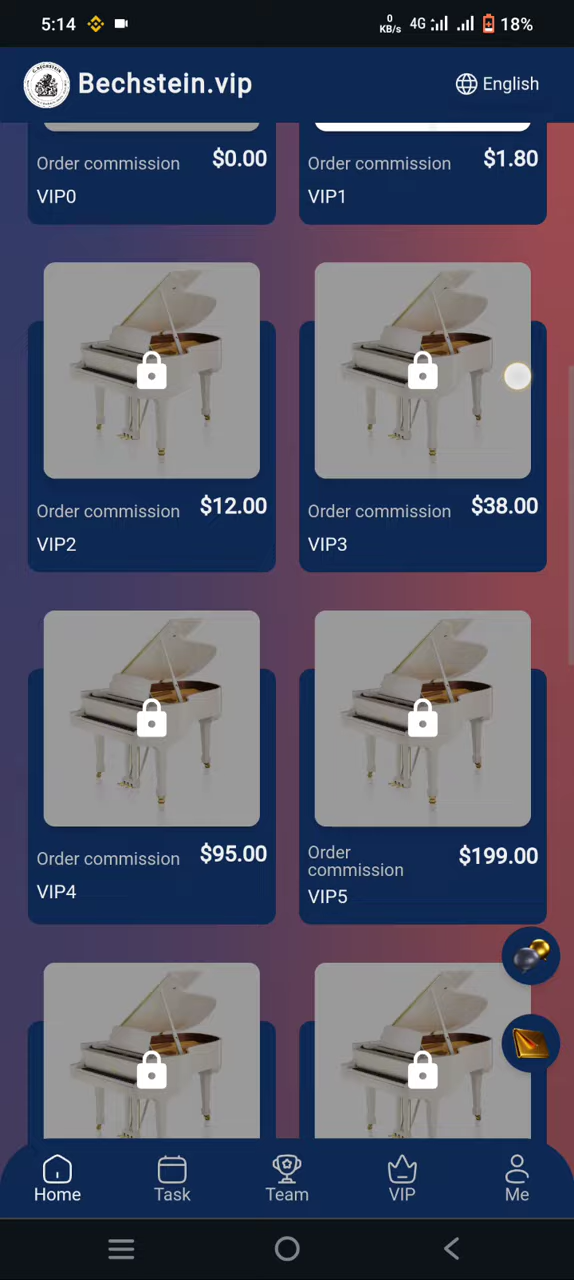 5:14
0
KB/s
4G
18%
Bechstein.vip
English
Order commission $0.00
VIP0
Order commission $1.80
VIP1
Order commission $12.00
VIP2
Order commission $38.00
VIP3
Order commission $95.00
VIP4
Order
commission $199.00
VIP5
Home Task Team VIP Me